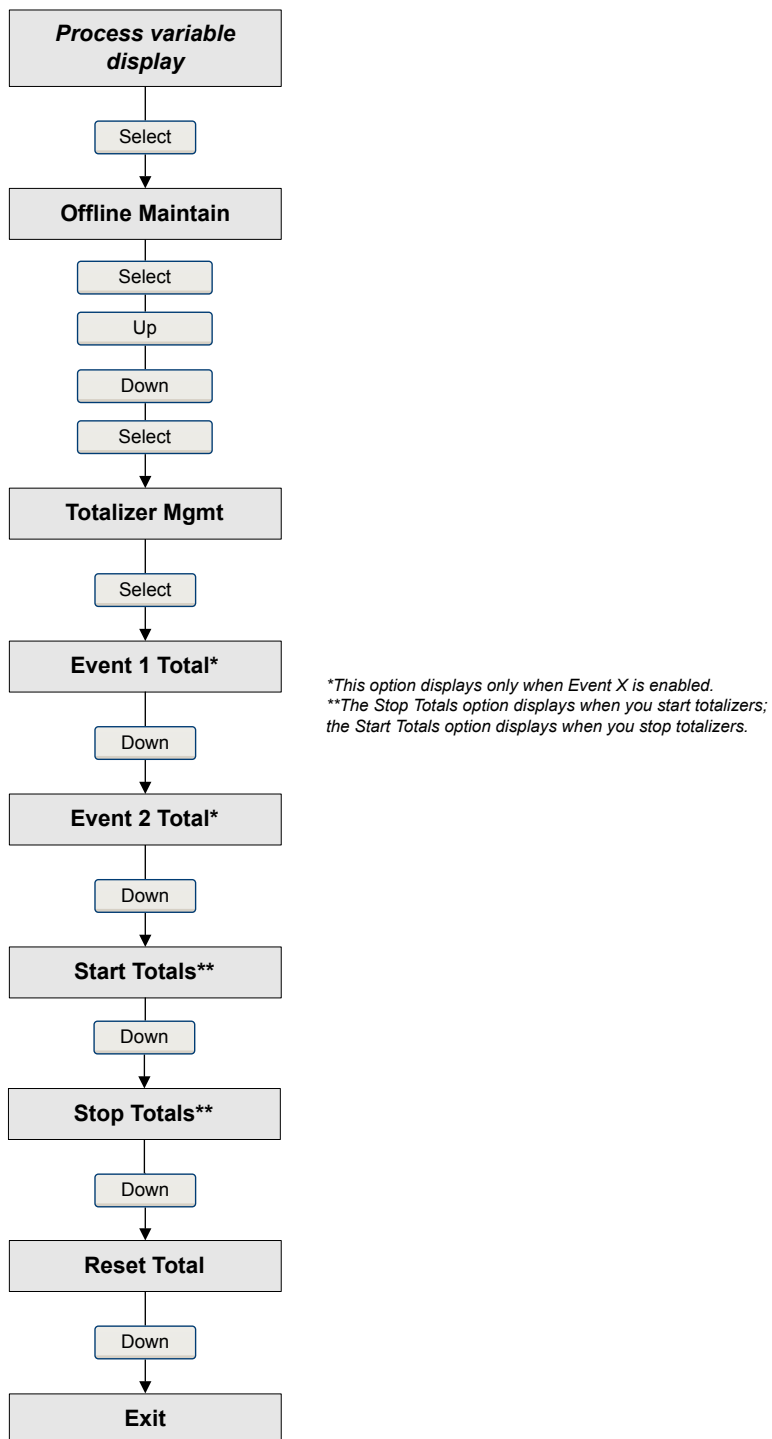 Process variable
display
Select
Offline Maintain
Select
Up
Down
Select
Totalizer Mgmt
Select
Event 1 Total*
*This option displays only when Event X is enabled.
**The Stop Totals option displays when you start totalizers;
the Start Totals option displays when you stop totalizers.
Down
Event 2 Total*
Down
Start Totals**
Down
Stop Totals**
Down
Reset Total
Down
Exit